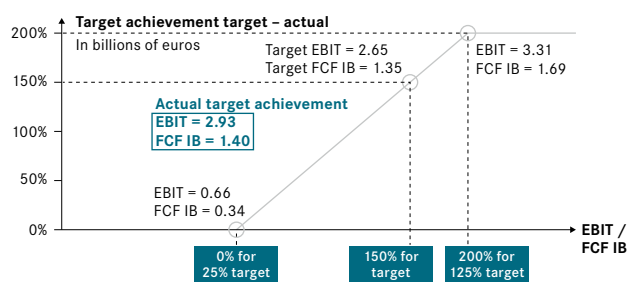 Target achievement target – actual
In billions of euros
200%
150%
100%
50%
0%
Target EBIT = 2.65
Target FCF IB = 1.35
EBIT = 3.31
FCF IB = 1.69
Actual target achievement
EBIT = 2.93
FCF IB = 1.40
EBIT = 0.66
FCF IB = 0.34
EBIT /
FCF IB
0% for
25% target
150% for
target
200% for
125% target